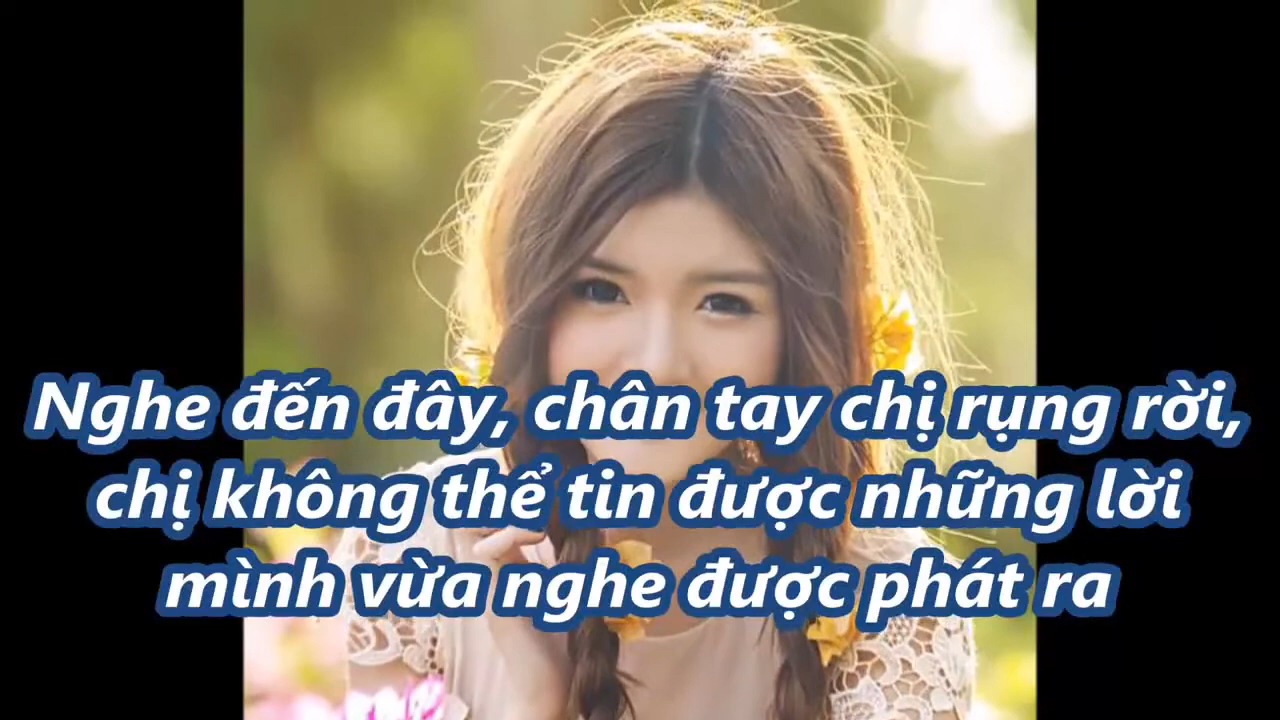 Nghe đến đây, chân tay chị rụng rời,
chị không thể tin được những lời
mình vừa nghe được phát ra